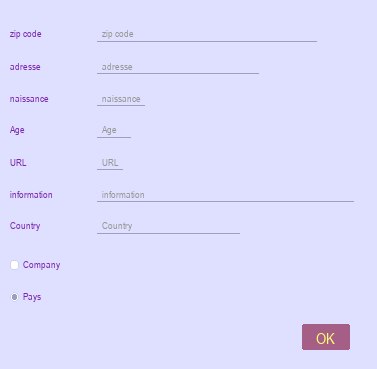 zip code zip code
adresse adresse
naissance naissance
Age Age
URL URL
information information
Country Country
Company
Pays
OK